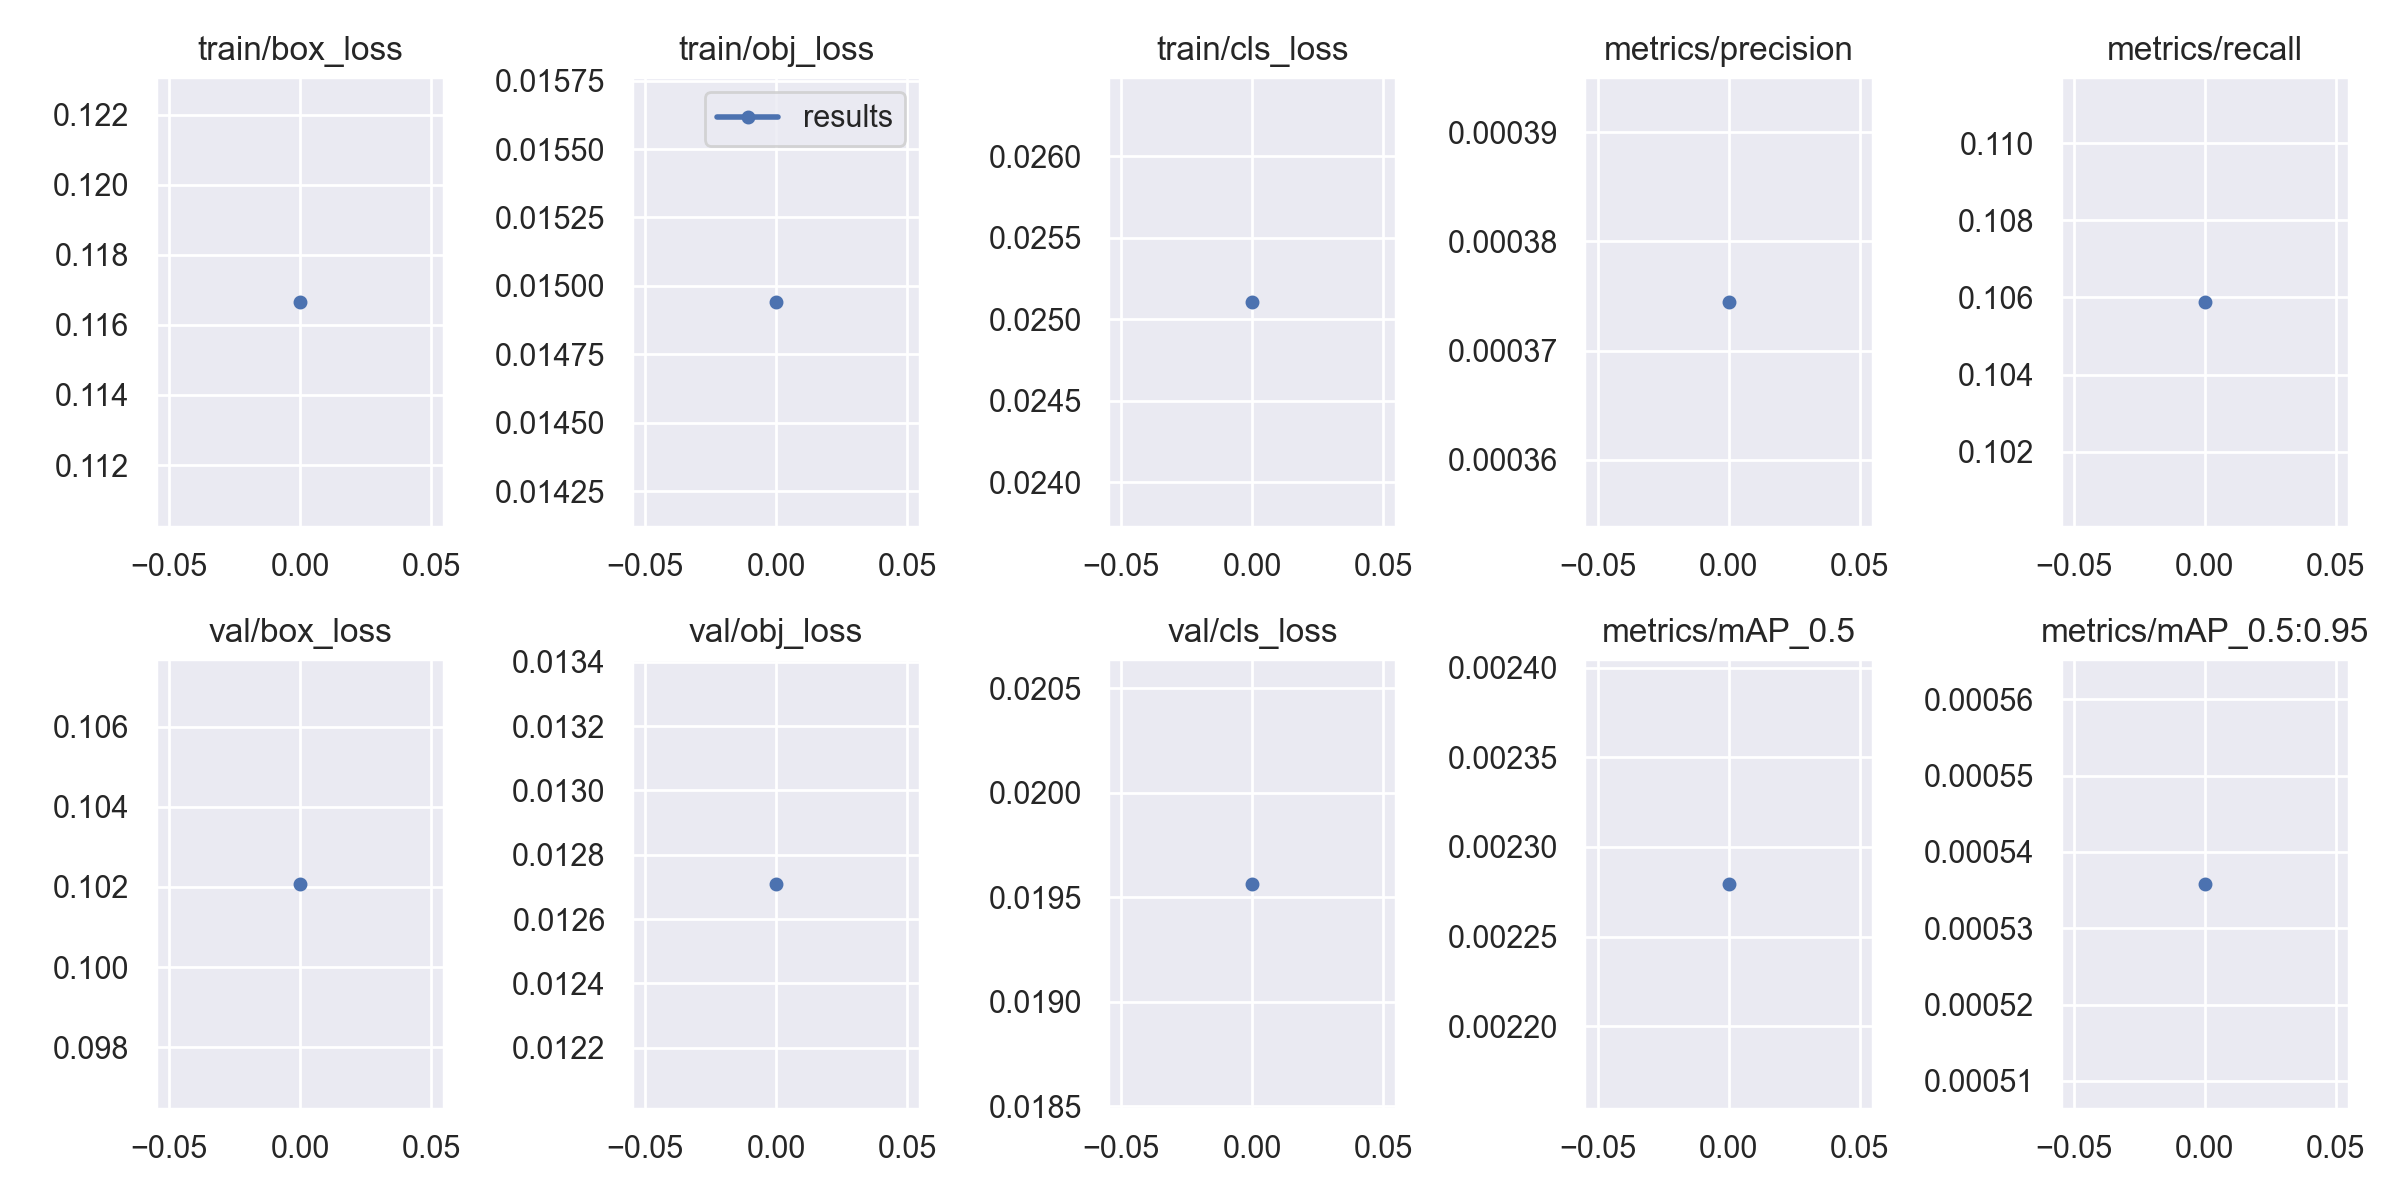 train/box_loss
0.122
0.120
0.118
0.116
0.114
0.112
−0.05 0.00 0.05
train/obj_loss
results
0.01575
0.01550
0.01525
0.01500
0.01475
0.01450
0.01425
−0.05 0.00 0.05
train/cls_loss
0.0260
0.0255
0.0250
0.0245
0.0240
−0.05 0.00 0.05
metrics/precision
0.00039
0.00038
0.00037
0.00036
−0.05 0.00 0.05
metrics/recall
0.110
0.108
0.106
0.104
0.102
−0.05 0.00 0.05
val/box_loss
0.106
0.104
0.102
0.100
0.098
−0.05 0.00 0.05
val/obj_loss
0.0134
0.0132
0.0130
0.0128
0.0126
0.0124
0.0122
−0.05 0.00 0.05
val/cls_loss
0.0205
0.0200
0.0195
0.0190
0.0185
−0.05 0.00 0.05
metrics/mAP_0.5
0.00240
0.00235
0.00230
0.00225
0.00220
−0.05 0.00 0.05
metrics/mAP_0.5:0.95
0.00056
0.00055
0.00054
0.00053
0.00052
0.00051
−0.05 0.00 0.05